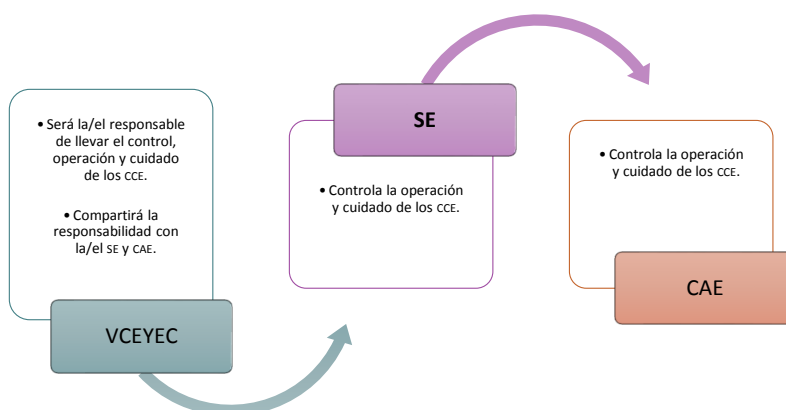 • Será la/el responsable
de llevar el control,
operación y cuidado
de los CCE.
• Compartirá la
responsabilidad con
la/el SE y CAE.
VCEYEC
SE
• Controla la operación
y cuidado de los CCE.
• Controla la operación
y cuidado de los CCE.
CAE